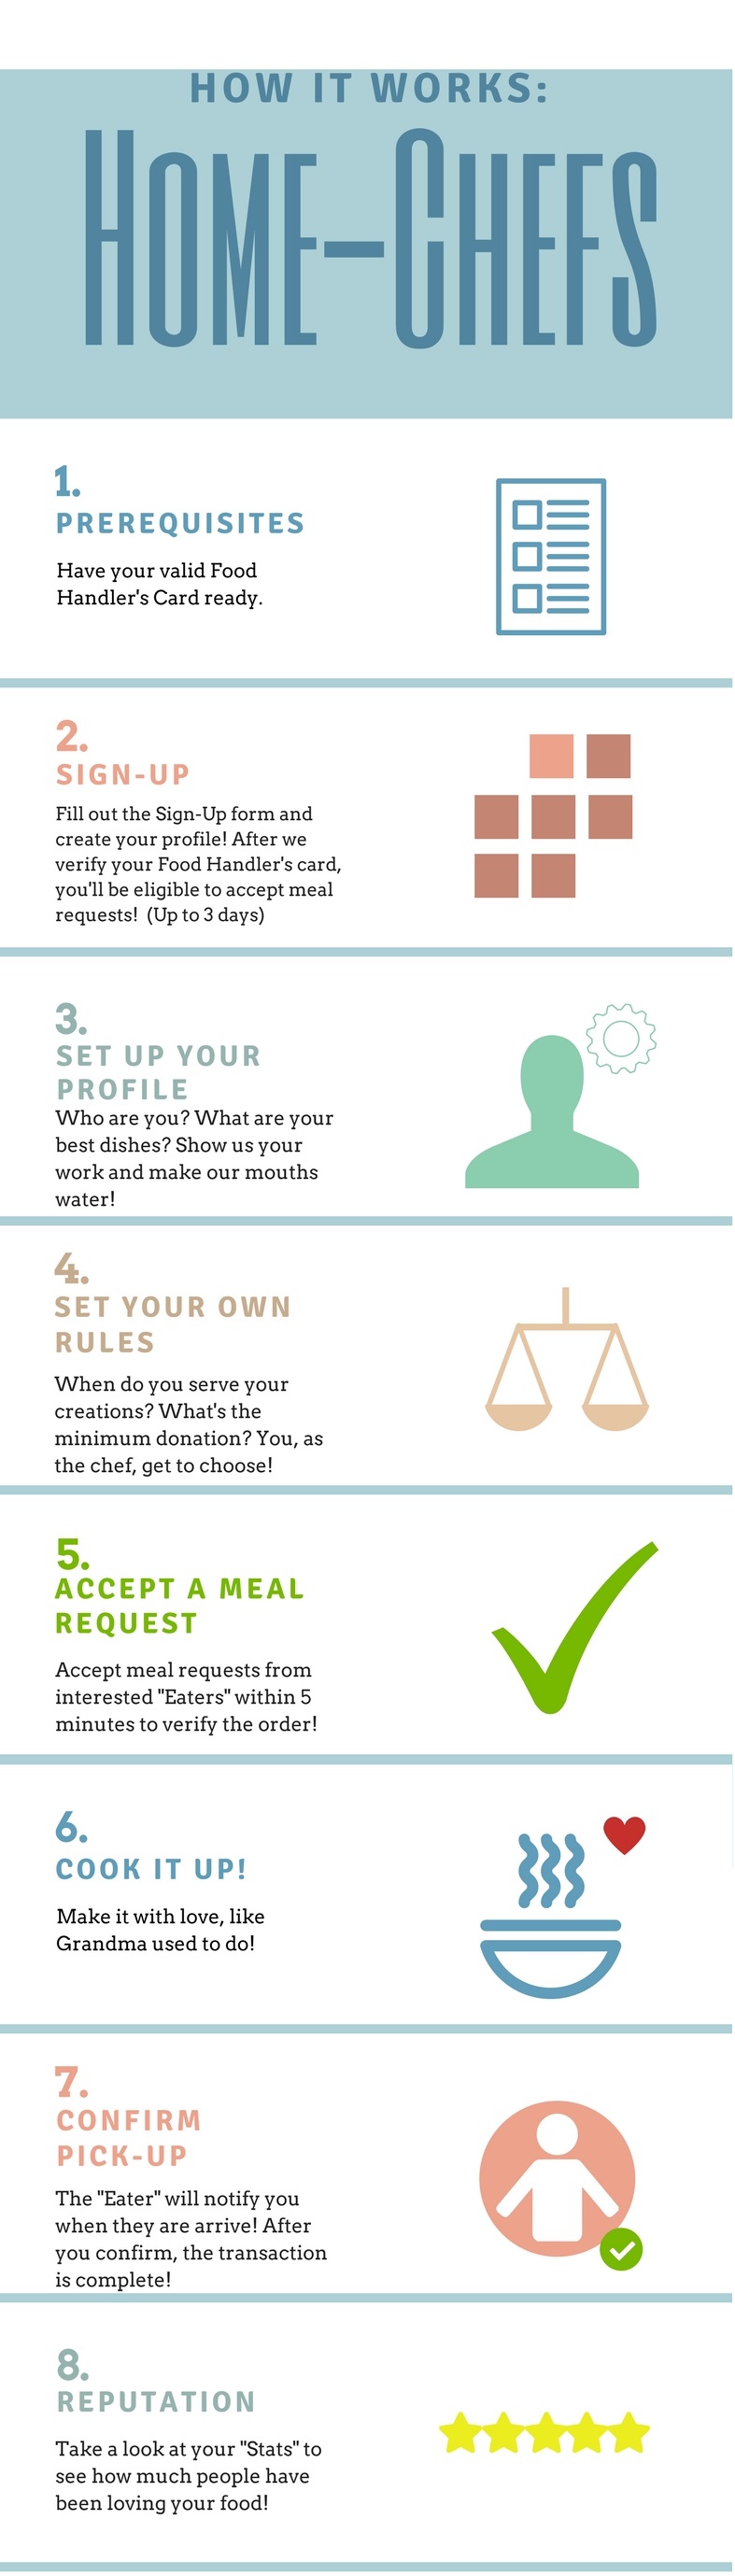 HOW IT WORKS:
HOME-CHEFS
1.
PREREQUISITES
Have your valid Food
Handler's Card ready.
2.
SIGN-UP
Fill out the Sign-Up form and
create your profile! After we
verify your Food Handler's card,
you'll be eligible to accept meal
requests! (Up to 3 days)
3.
SET UP YOUR
PROFILE
Who are you? What are your
best dishes? Show us your
work and make our mouths
water!
4.
SET YOUR OWN
RULES
When do you serve your
creations? What's the
minimum donation? You, as
the chef, get to choose!
5.
ACCEPT A MEAL
REQUEST
Accept meal requests from
interested "Eaters" within 5
minutes to verify the order!
6.
COOK IT UP!
Make it with love, like
Grandma used to do!
7.
CONFIRM
PICK-UP
The "Eater" will notify you
when they are arrive! After
you confirm, the transaction
is complete!
8.
REPUTATION
Take a look at your "Stats" to
see how much people have
been loving your food!